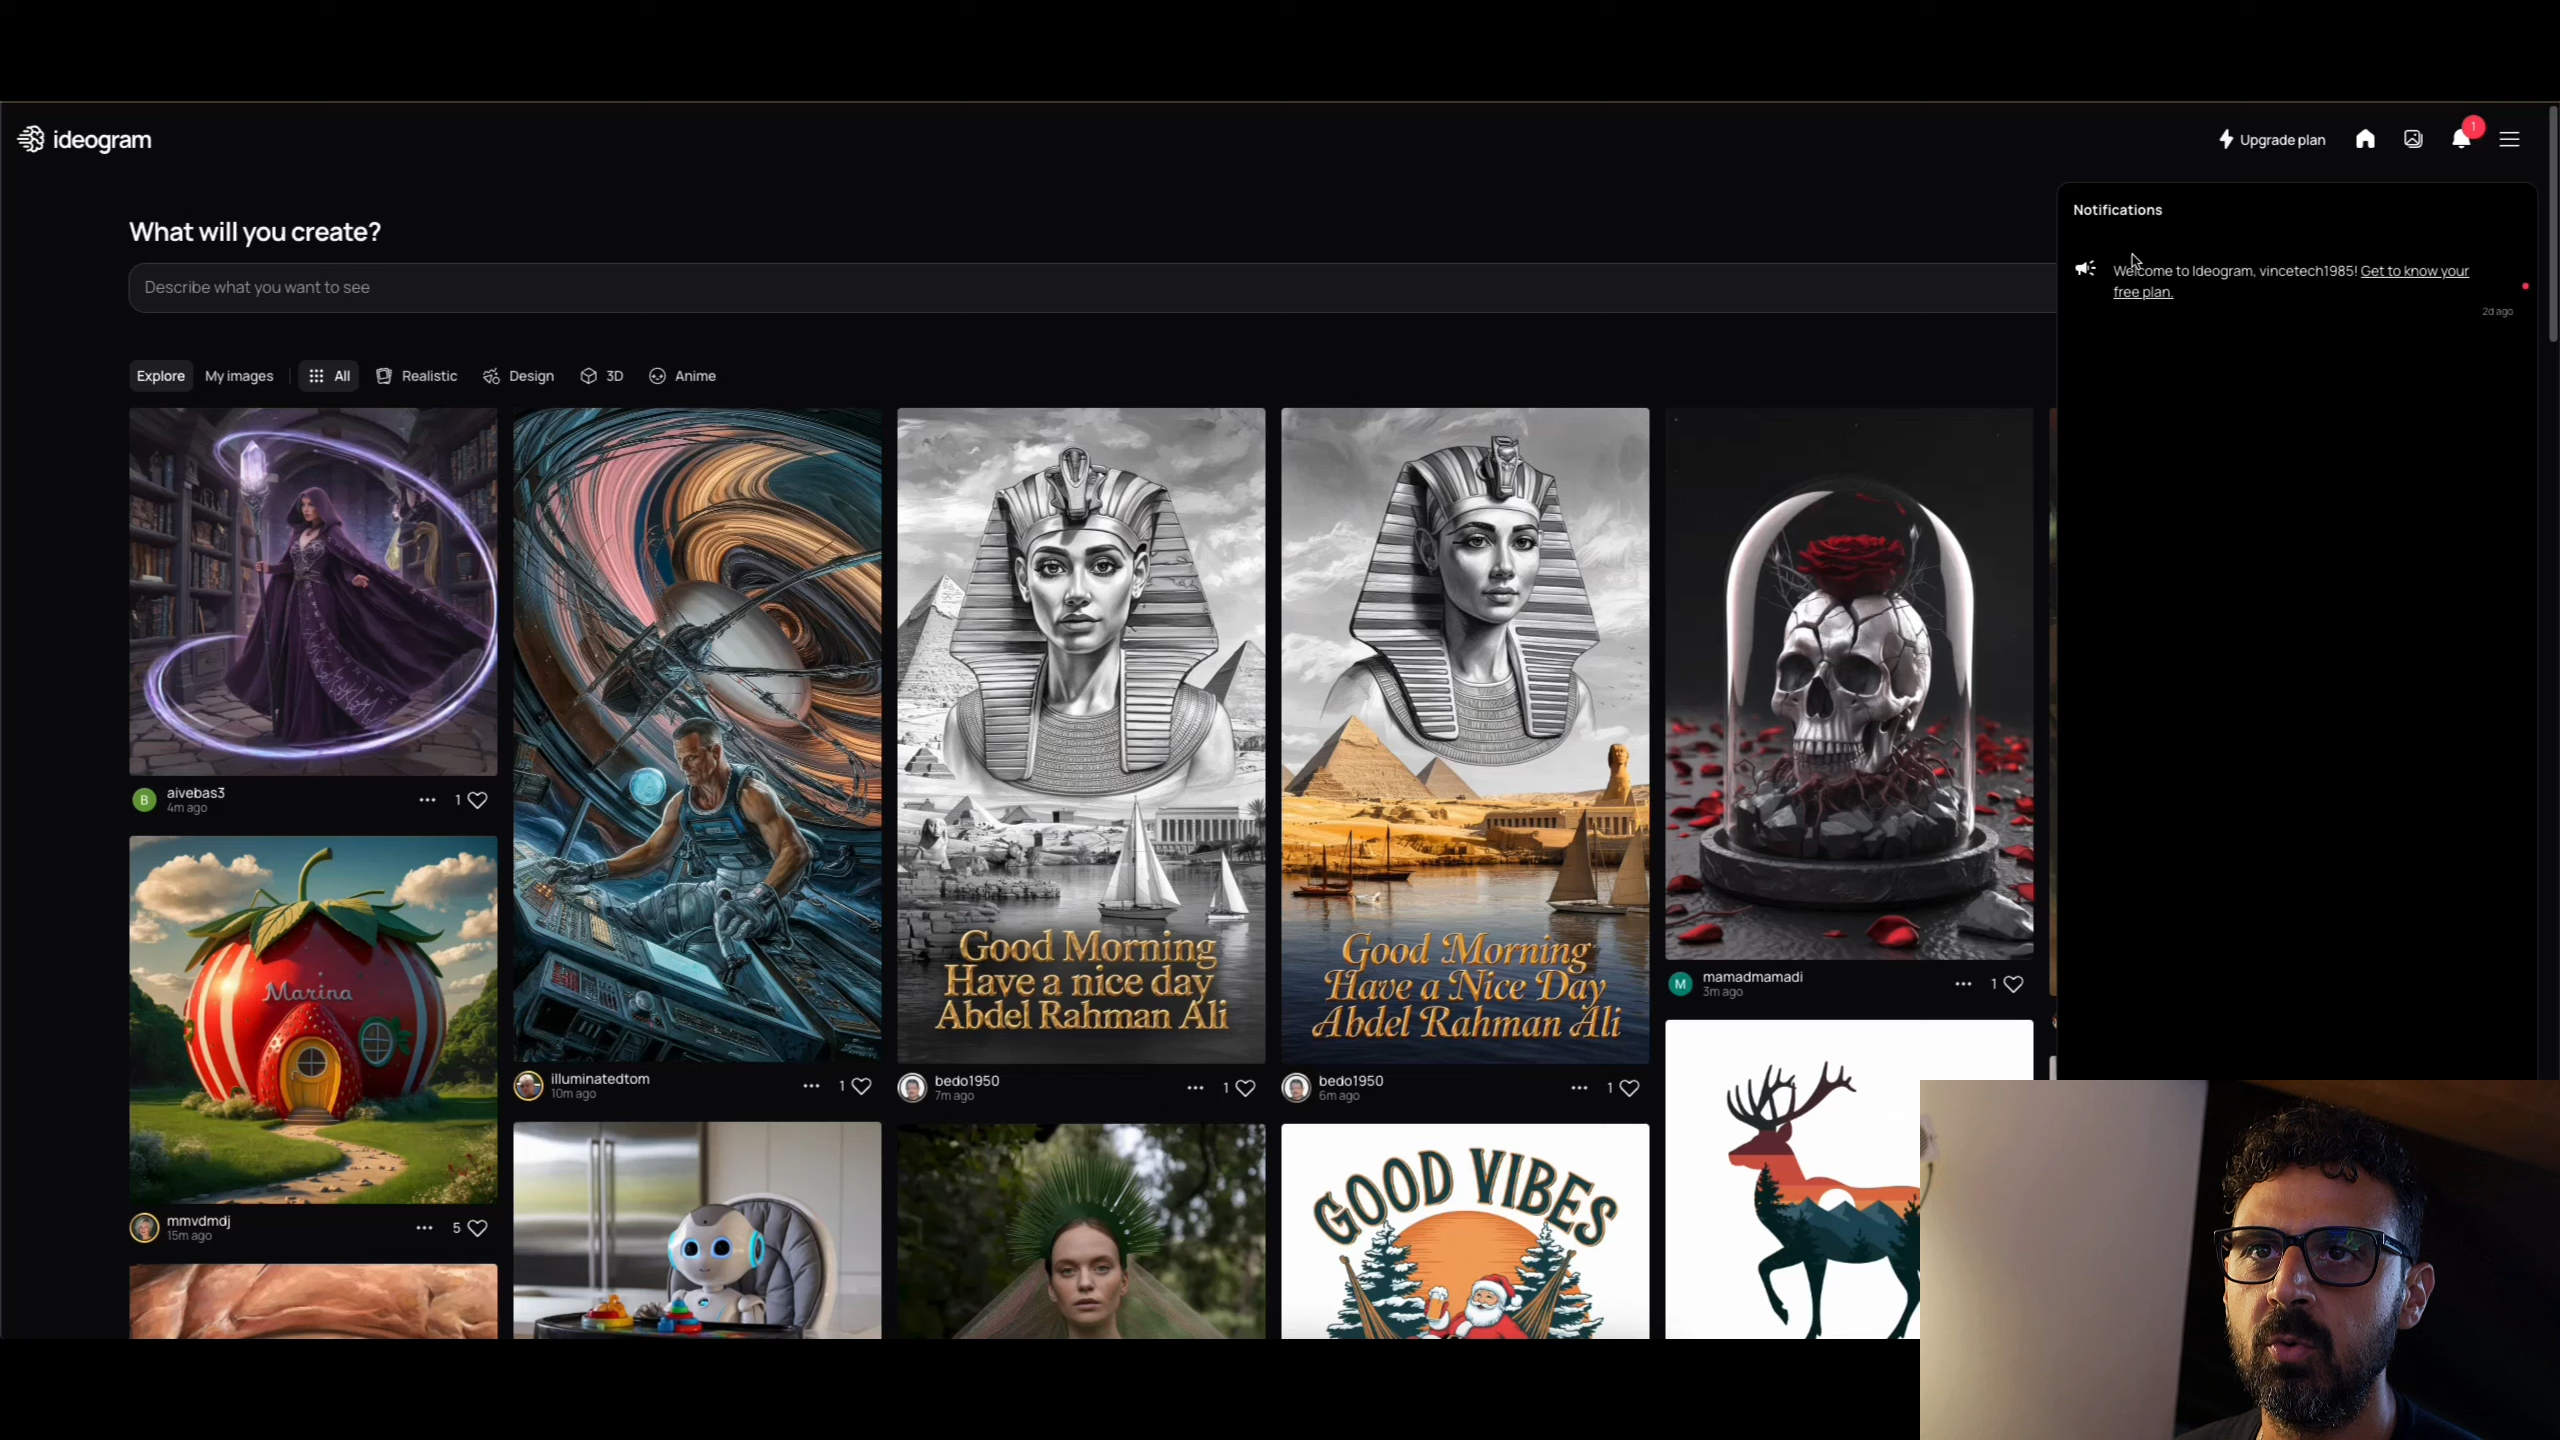 ideogram
Upgrade plan
1
Notifications
Welcome to Ideogram, vincetech1985! Get to know your
free plan.
2d ago
What will you create?
Describe what you want to see
Explore
My images
All
Realistic
Design
3D
Anime
B
aivebas3
4m ago
1
Marina
mmvdmdj
15m ago
5
illuminatedtom
10m ago
1
Good Morning
Have a nice day
Abdel Rahman Ali
bedo1950
7m ago
1
Good Morning
Have a Nice Day
Abdel Rahman Ali
bedo1950
6m ago
1
GOOD VIBES
M
mamadmamadi
3m ago
1